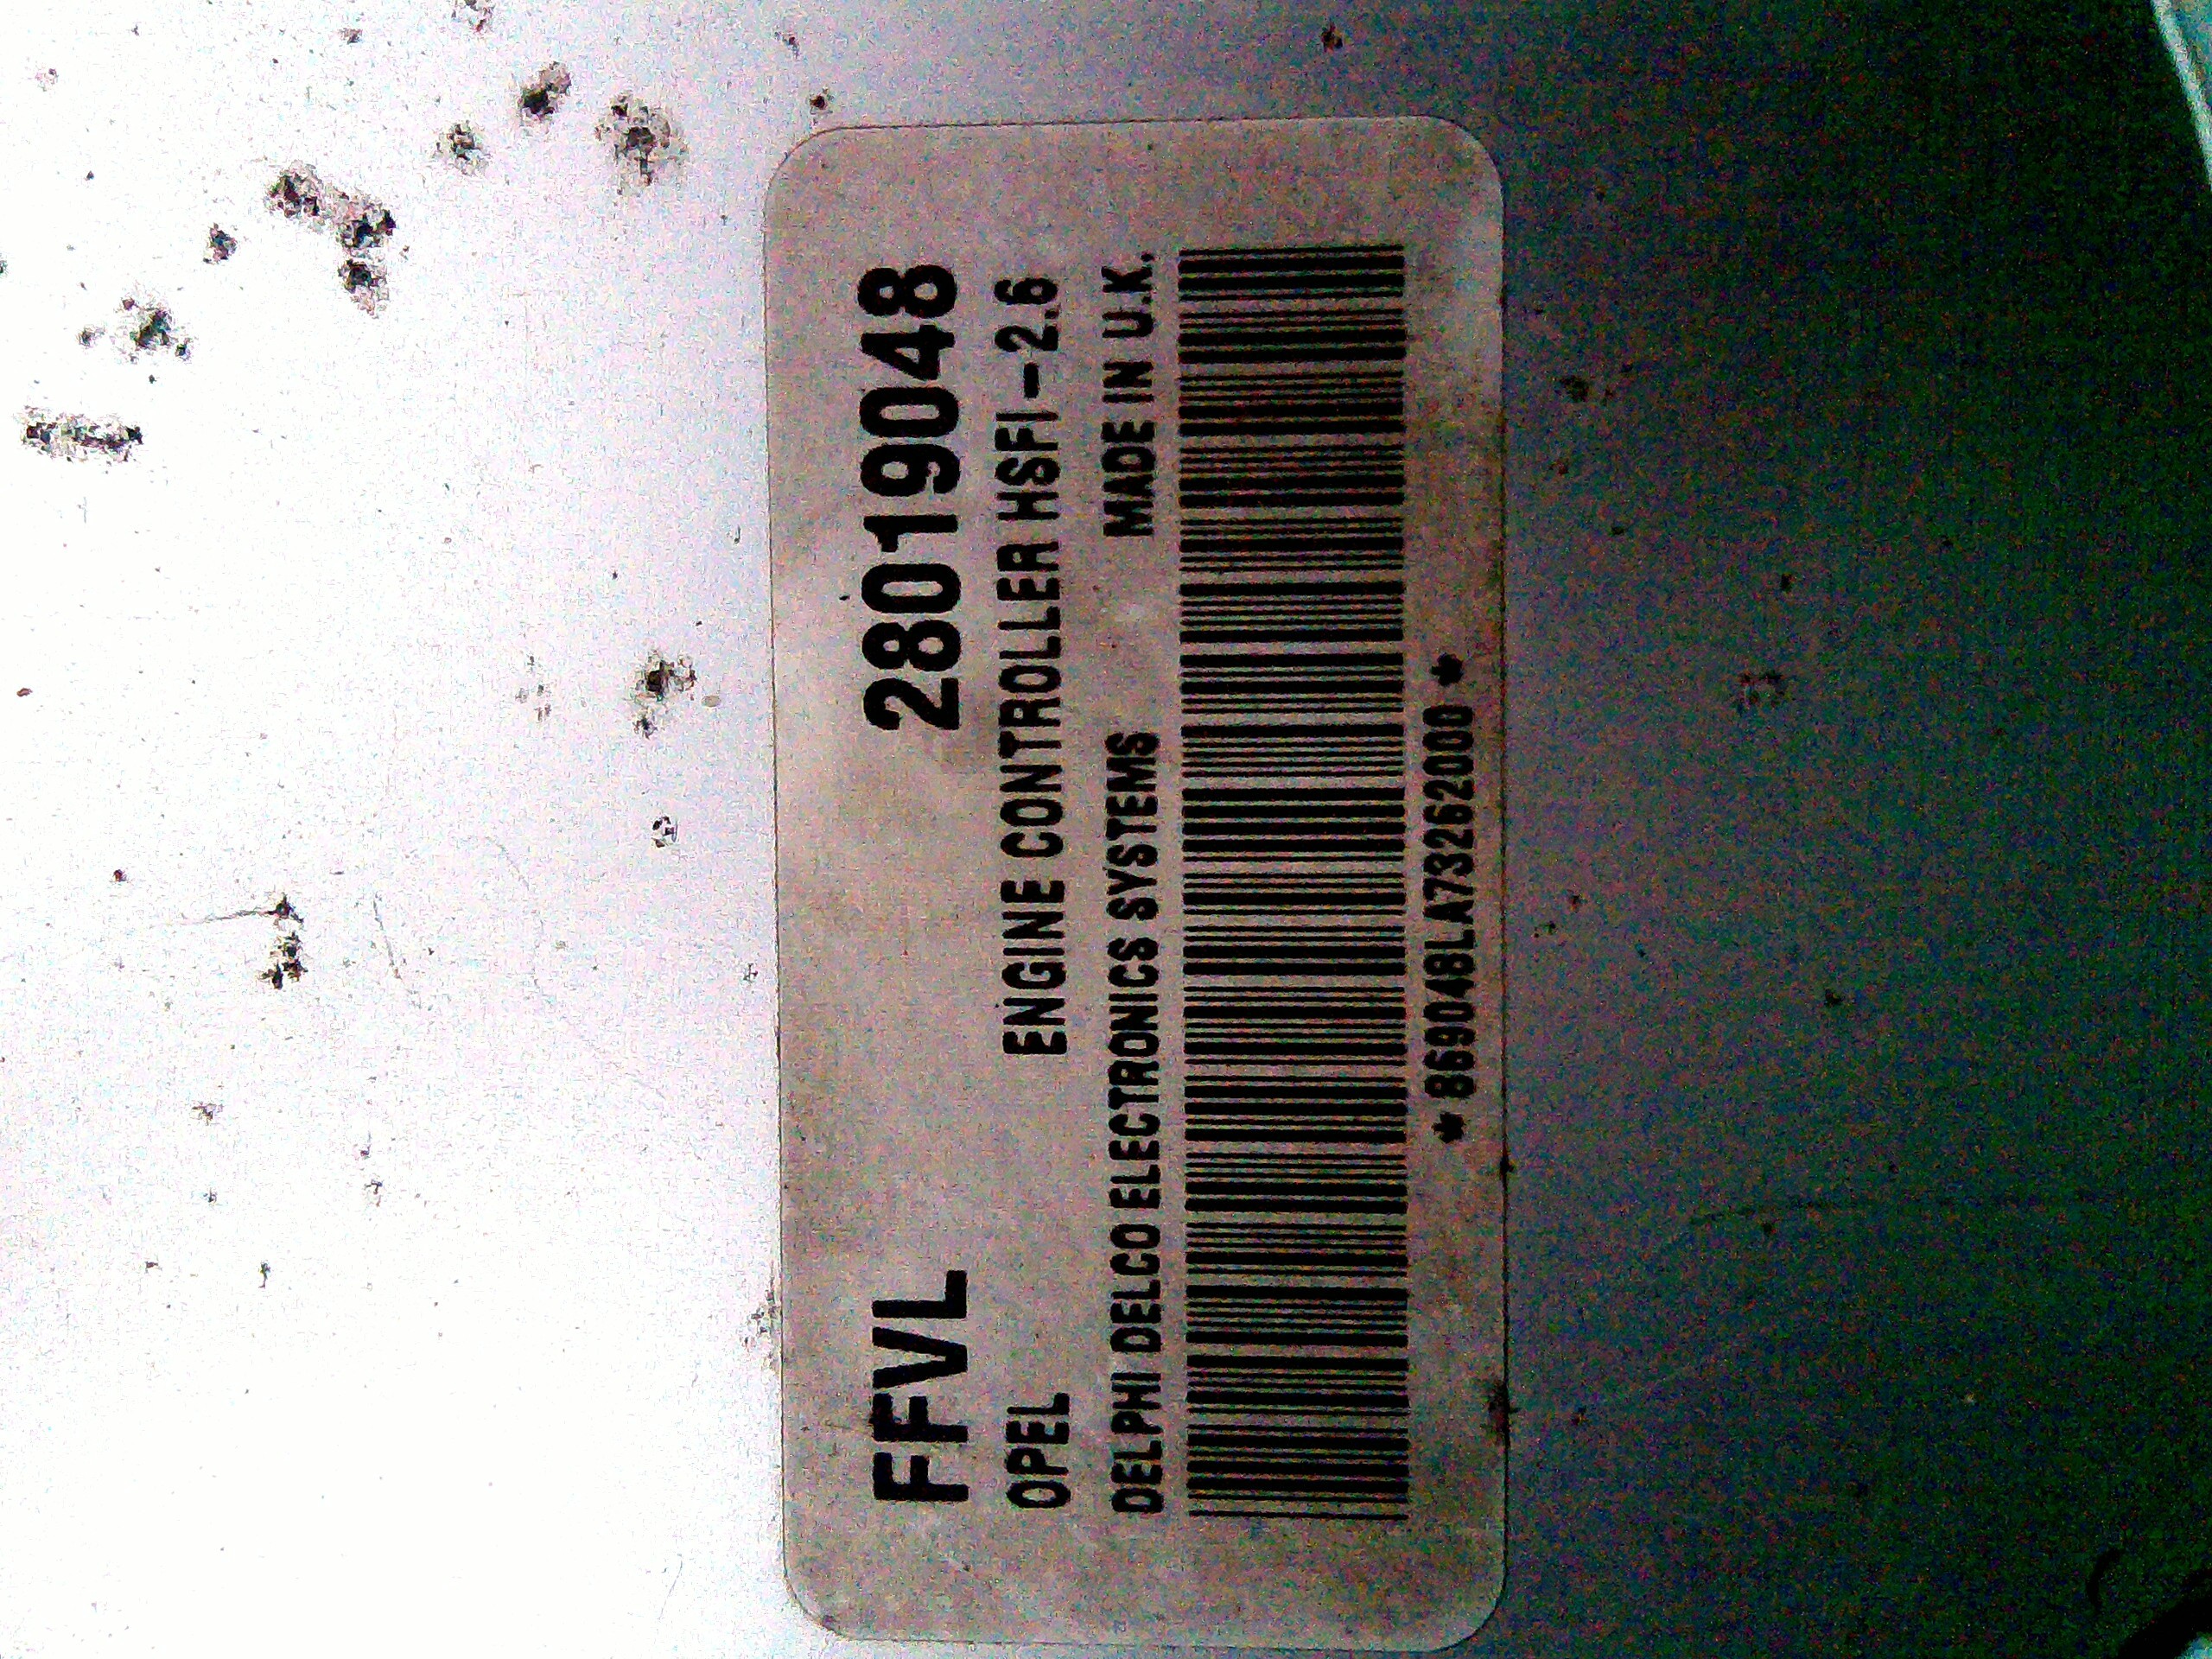 FFVL 28019048
OPEL ENGINE CONTROLLER HSFI-2.6
DELPHI DELCO ELECTRONICS SYSTEMS MADE IN U.K.
*869048LA73262000*